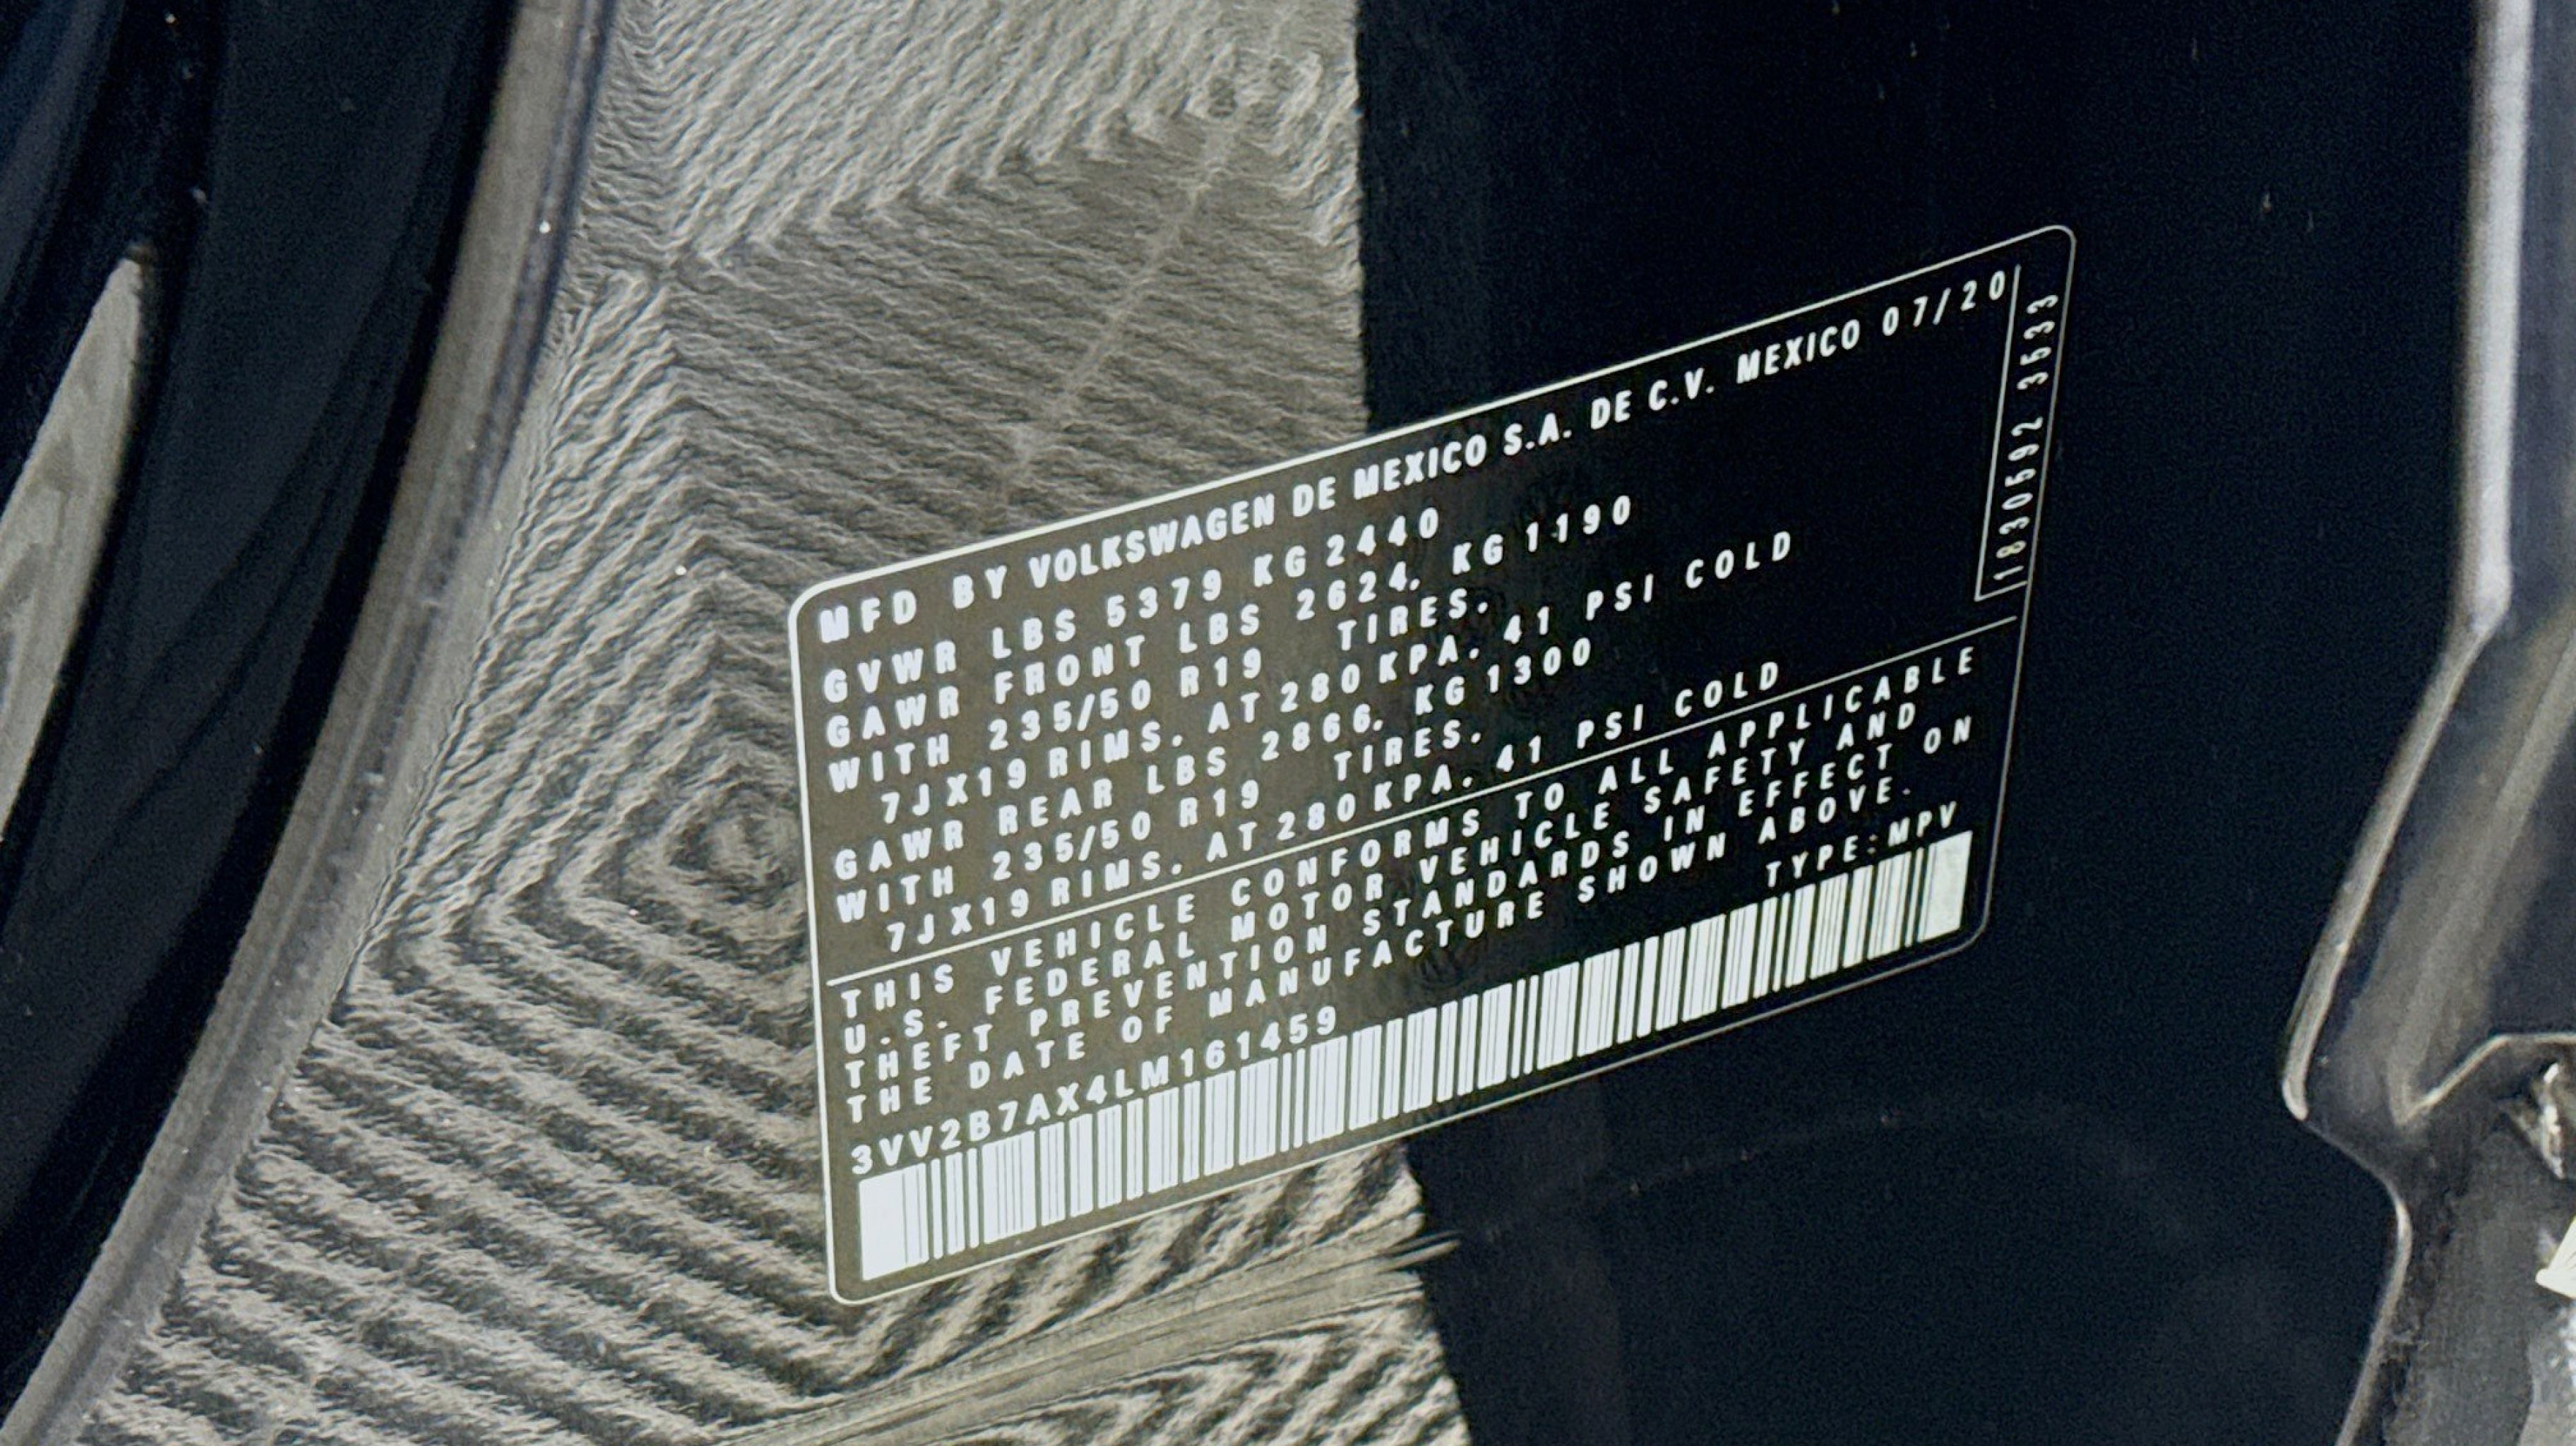 MFD BY VOLKSWAGEN DE MEXICO S.A. DE C.V. MEXICO 07/20
GVWR LBS 5379 KG 2440
GAWR FRONT LBS 2624. KG 1190
WITH 235/50 R19 TIRES.
7JX19 RIMS. AT 280 KPA. 41 PSI COLD
GAWR REAR LBS 2866. KG 1300
WITH 235/50 R19 TIRES.
7JX19 RIMS. AT 280 KPA. 41 PSI COLD
1830592 3533
THIS VEHICLE CONFORMS TO ALL APPLICABLE
U.S. FEDERAL MOTOR VEHICLE SAFETY AND
THEFT PREVENTION STANDARDS IN EFFECT ON
THE DATE OF MANUFACTURE SHOWN ABOVE.
3VV2B7AX4LM161459 TYPE: MPV